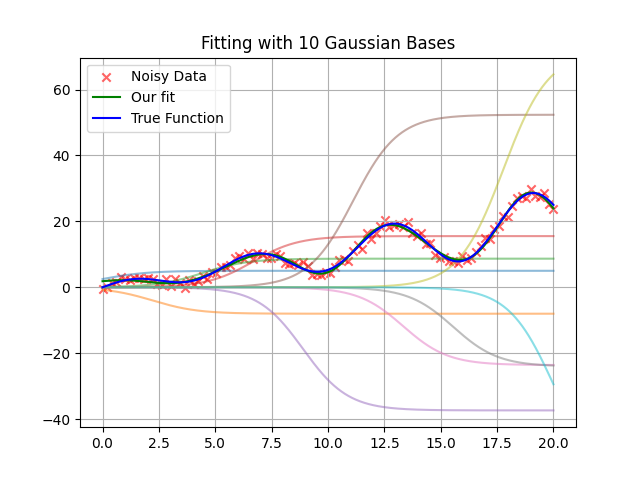 Fitting with 10 Gaussian Bases
Noisy Data
Our fit
True Function
60
40
20
0
−20
−40
0.0 2.5 5.0 7.5 10.0 12.5 15.0 17.5 20.0